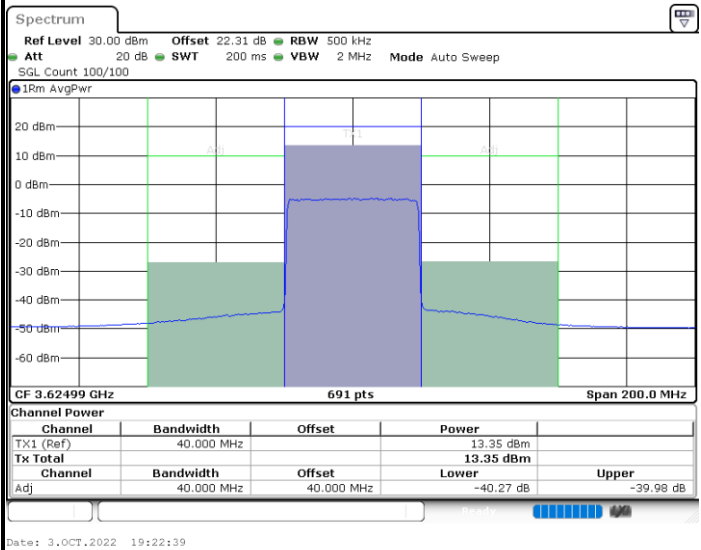 Spectrum
Ref Level 30.00 dBm Offset 22.31 dB RBW 500 kHz
Att 20 dB SWT 200 ms VBW 2 MHz Mode Auto Sweep
SGL Count 100/100
1Rm AvgPwr
20 dBm
TX1
Adj Adj
10 dBm
0 dBm
-10 dBm
-20 dBm
-30 dBm
-40 dBm
-50 dBm
-60 dBm
CF 3.62499 GHz 691 pts Span 200.0 MHz
Channel Power
Channel Bandwidth Offset Power
TX1 (Ref) 40.000 MHz 13.35 dBm
Tx Total 13.35 dBm
Channel Bandwidth Offset Lower Upper
Adj 40.000 MHz 40.000 MHz -40.27 dB -39.98 dB
Ready
Date: 3.OCT.2022 19:22:39